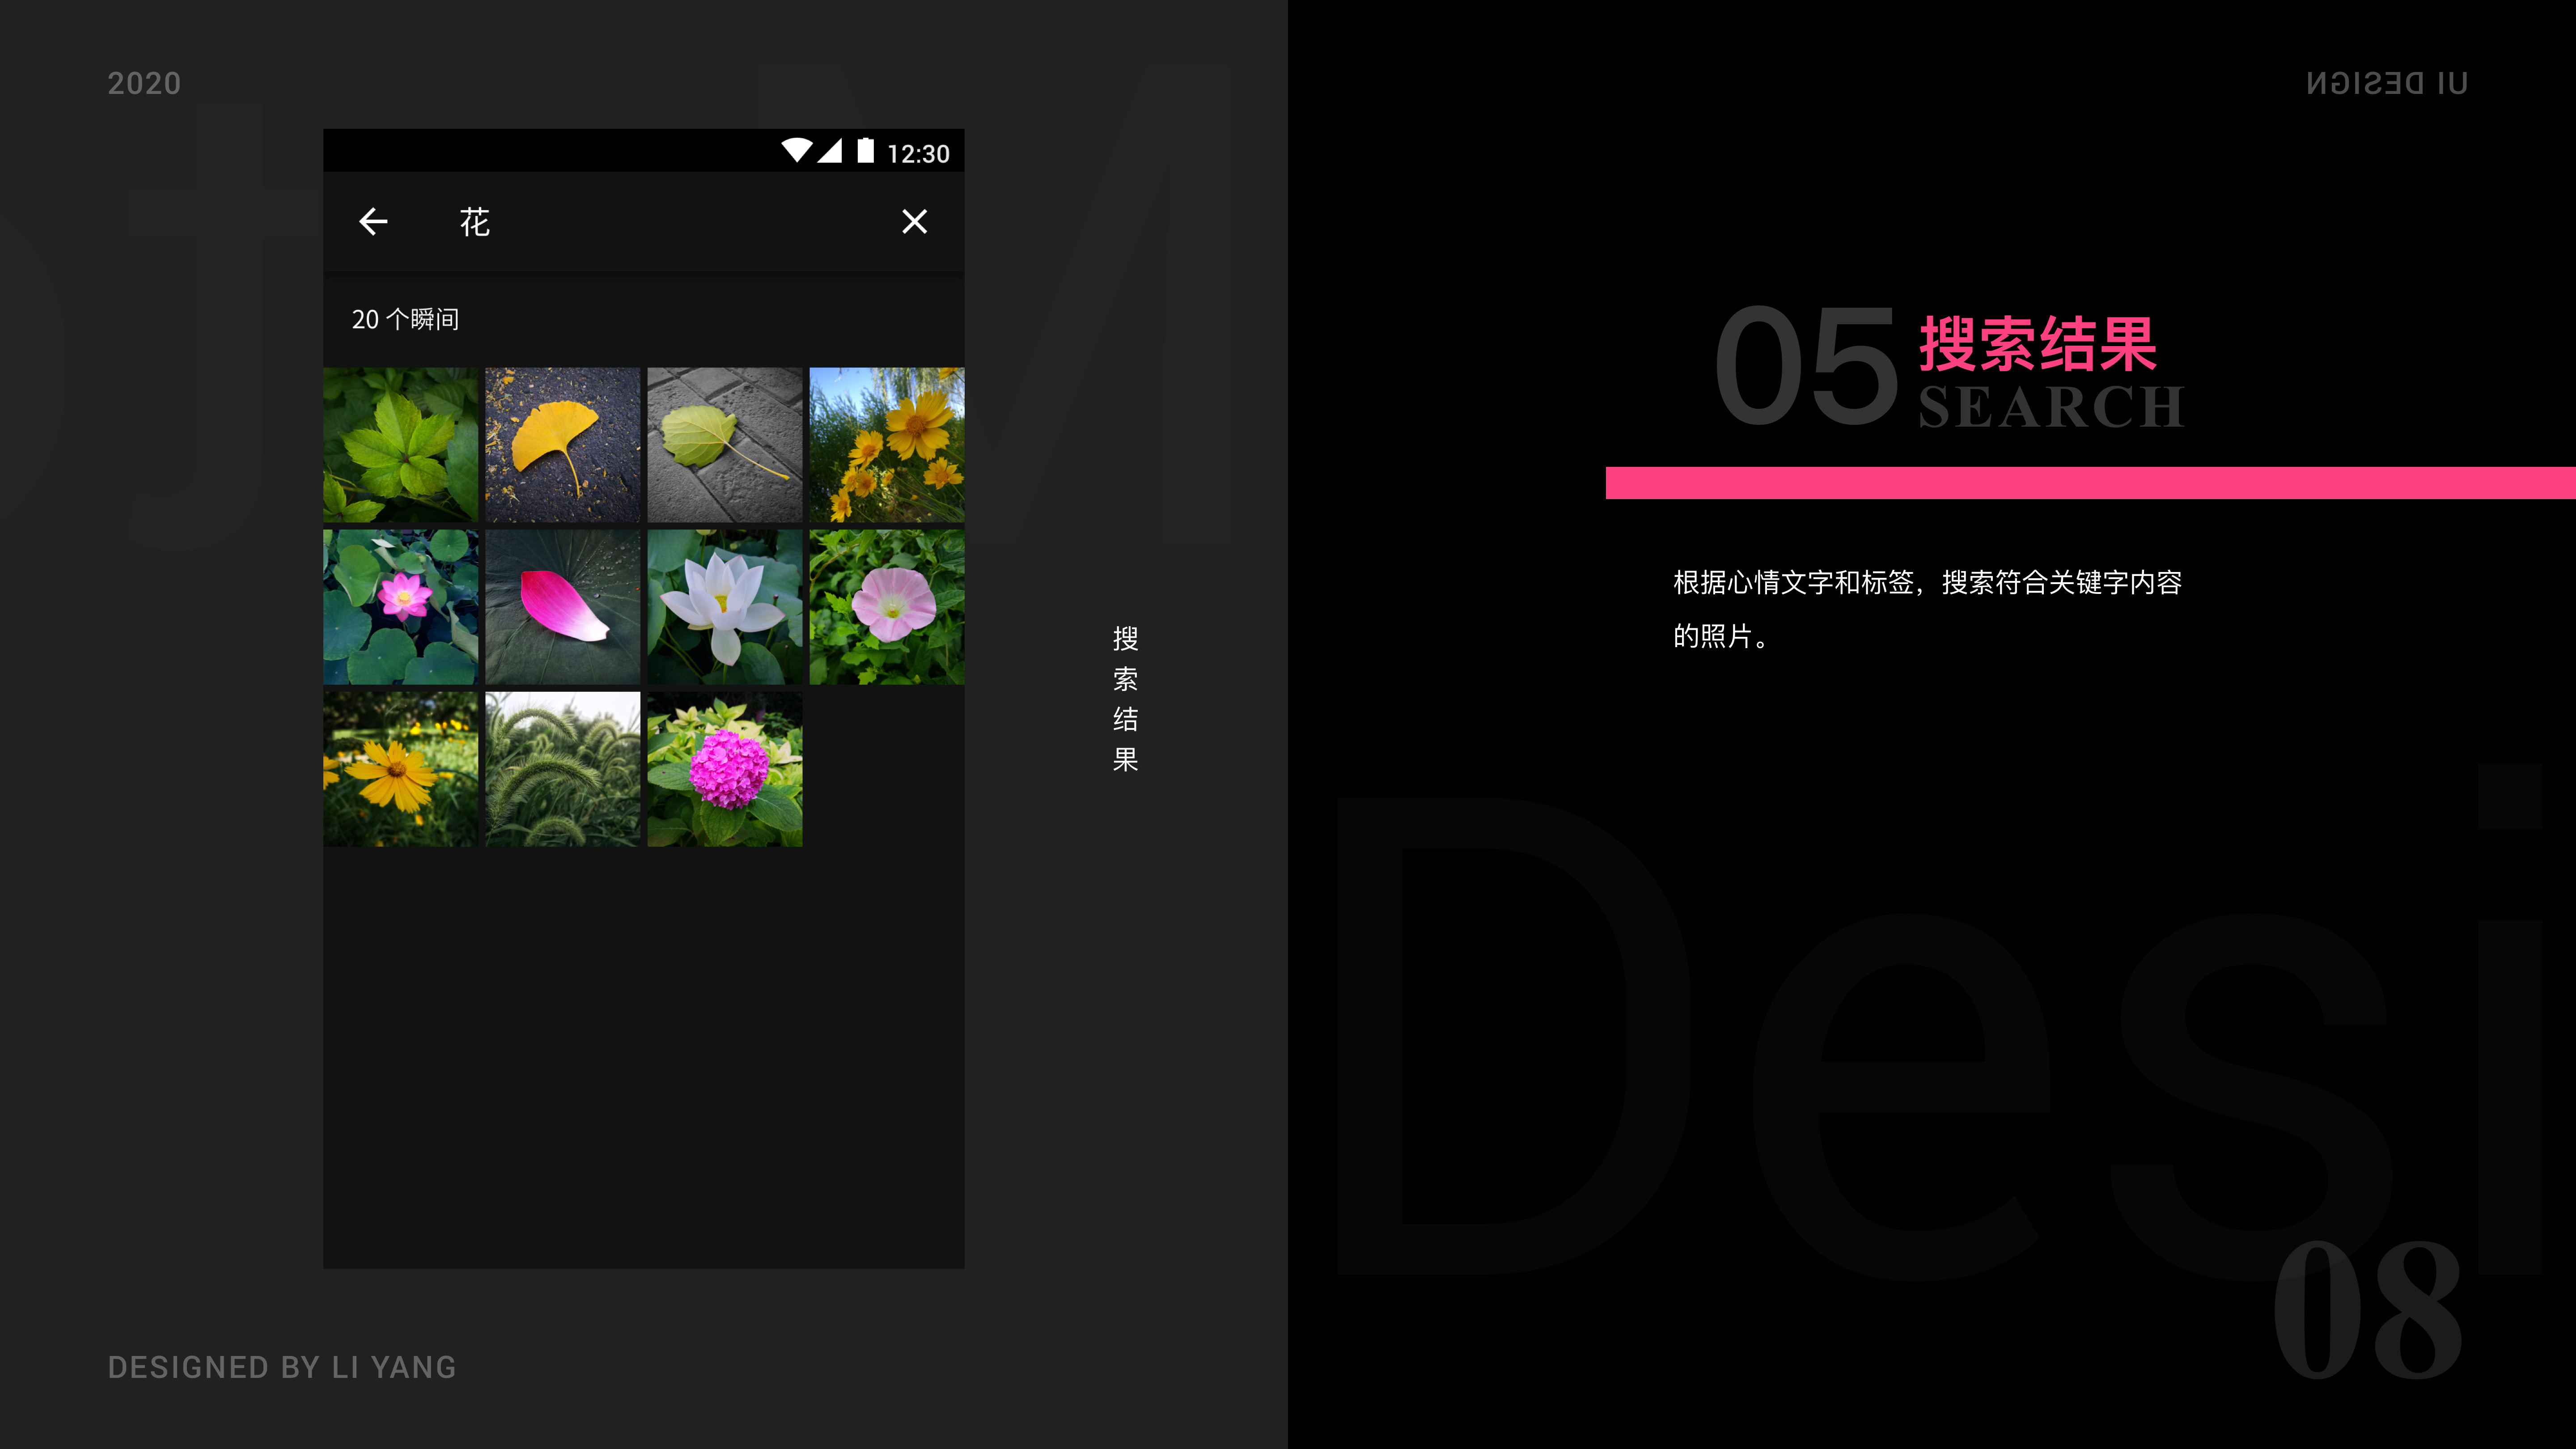 2020
UI DESIGN
12:30
花
20 个瞬间
搜索结果
05
搜索结果
SEARCH
根据心情文字和标签，搜索符合关键字内容
的照片。
ot M
Desi
08
DESIGNED BY LI YANG